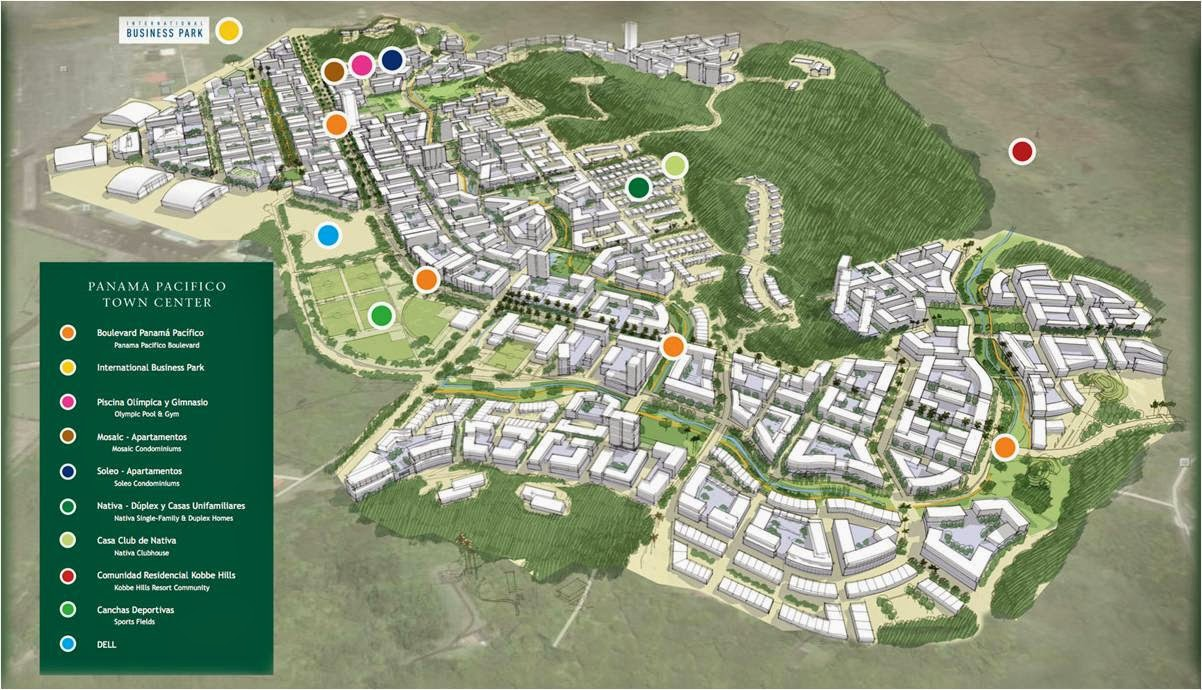 INTERNATIONAL
BUSINESS PARK
PANAMA PACIFICO
TOWN CENTER
Boulevard Panamá Pacífico
Panama Pacifico Boulevard
International Business Park
Piscina Olímpica y Gimnasio
Olympic Pool & Gym
Mosaic - Apartamentos
Mosaic Condominiums
Soleo - Apartamentos
Soleo Condominiums
Nativa - Dúplex y Casas Unifamiliares
Nativa Single-Family & Duplex Homes
Casa Club de Nativa
Nativa Clubhouse
Comunidad Residencial Kobbe Hills
Kobbe Hills Resort Community
Canchas Deportivas
Sports Fields
DELL